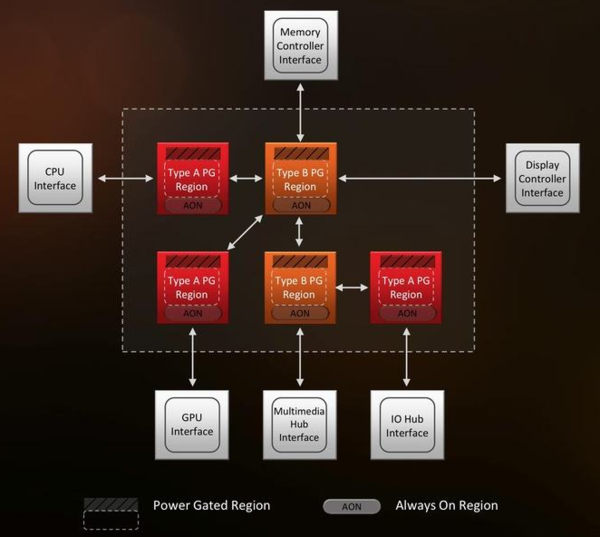 Memory
Controller
Interface
CPU
Interface
Type A PG
Region
AON
Type B PG
Region
AON
Display
Controller
Interface
Type A PG
Region
AON
Type B PG
Region
AON
Type A PG
Region
AON
GPU
Interface
Multimedia
Hub
Interface
IO Hub
Interface
Power Gated Region
AON
Always On Region